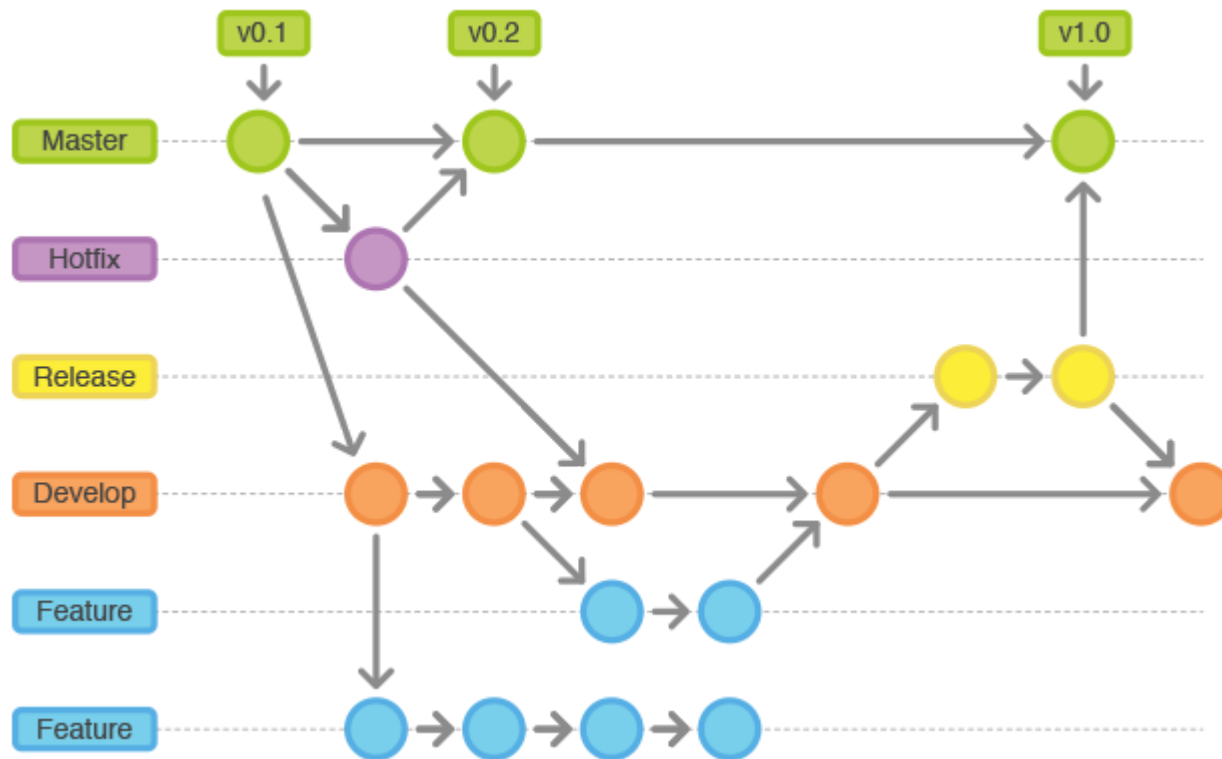 v0.1
v0.2
v1.0
Master
Hotfix
Release
Develop
Feature
Feature